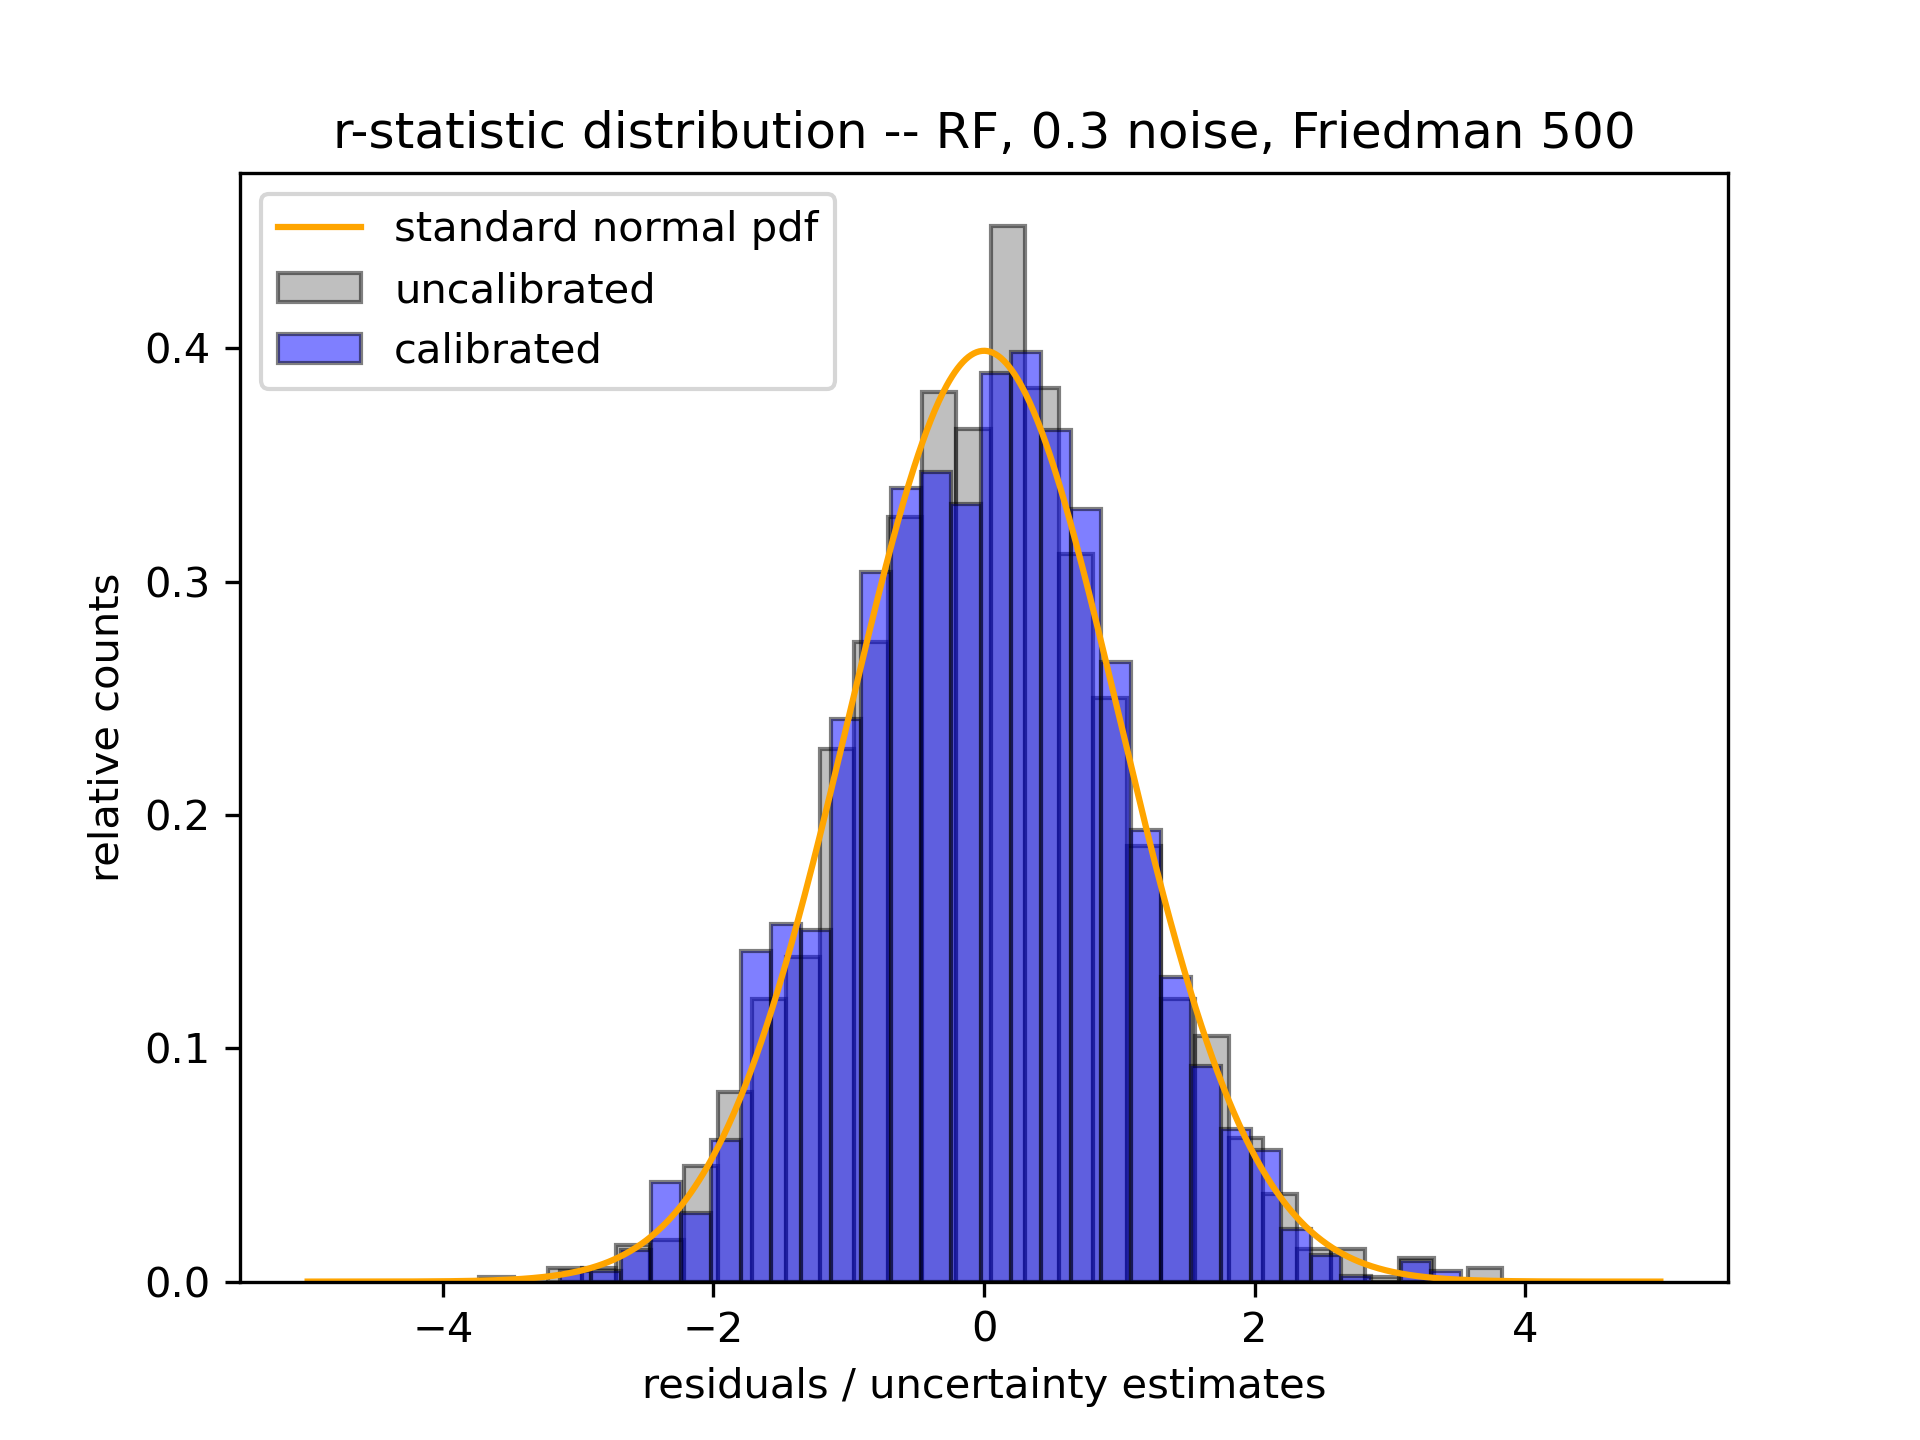 r-statistic distribution -- RF, 0.3 noise, Friedman 500
standard normal pdf
uncalibrated
calibrated
relative counts
0.4
0.3
0.2
0.1
0.0
−4
−2
0
2
4
residuals / uncertainty estimates